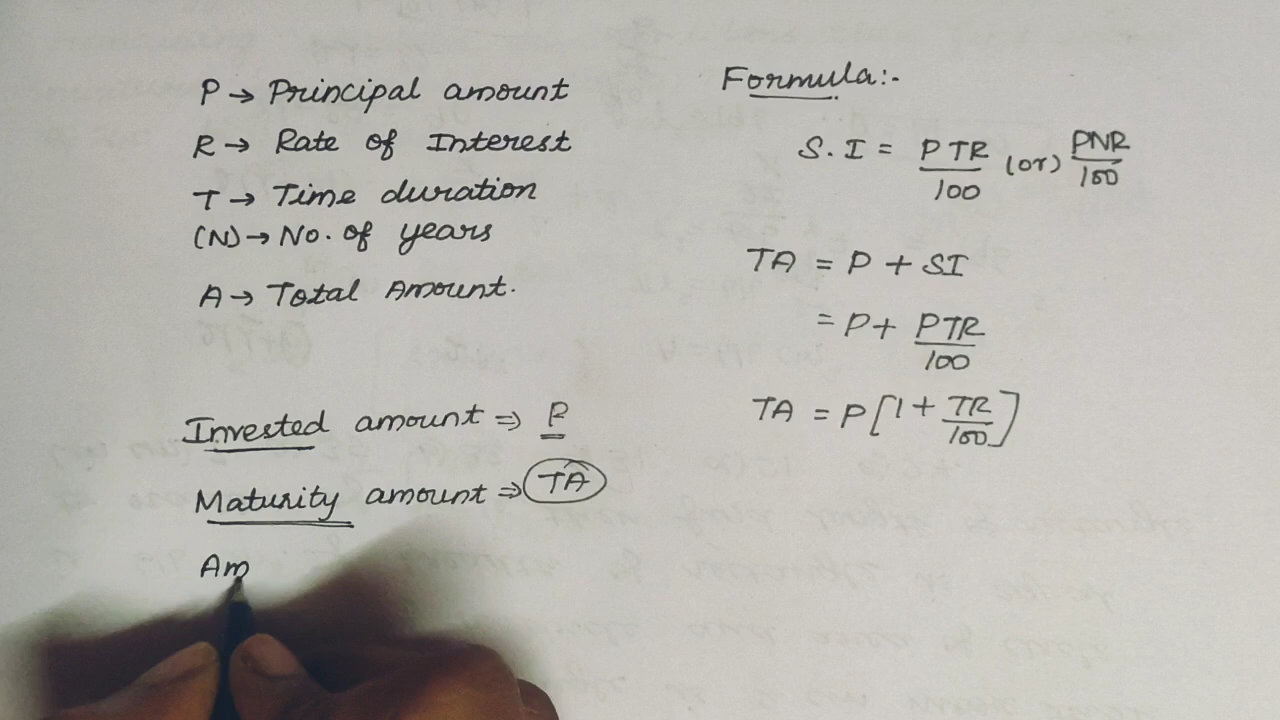 P → Principal amount
R → Rate of Interest
T → Time duration
(N) → No. of years
A → Total Amount.
Invested amount ⇒ P
Maturity amount ⇒ TA
Am
Formula:-
S.I = PTR/100 (or) PNR/100
TA = P + SI
= P + PTR/100
TA = P[1 + TR/100]